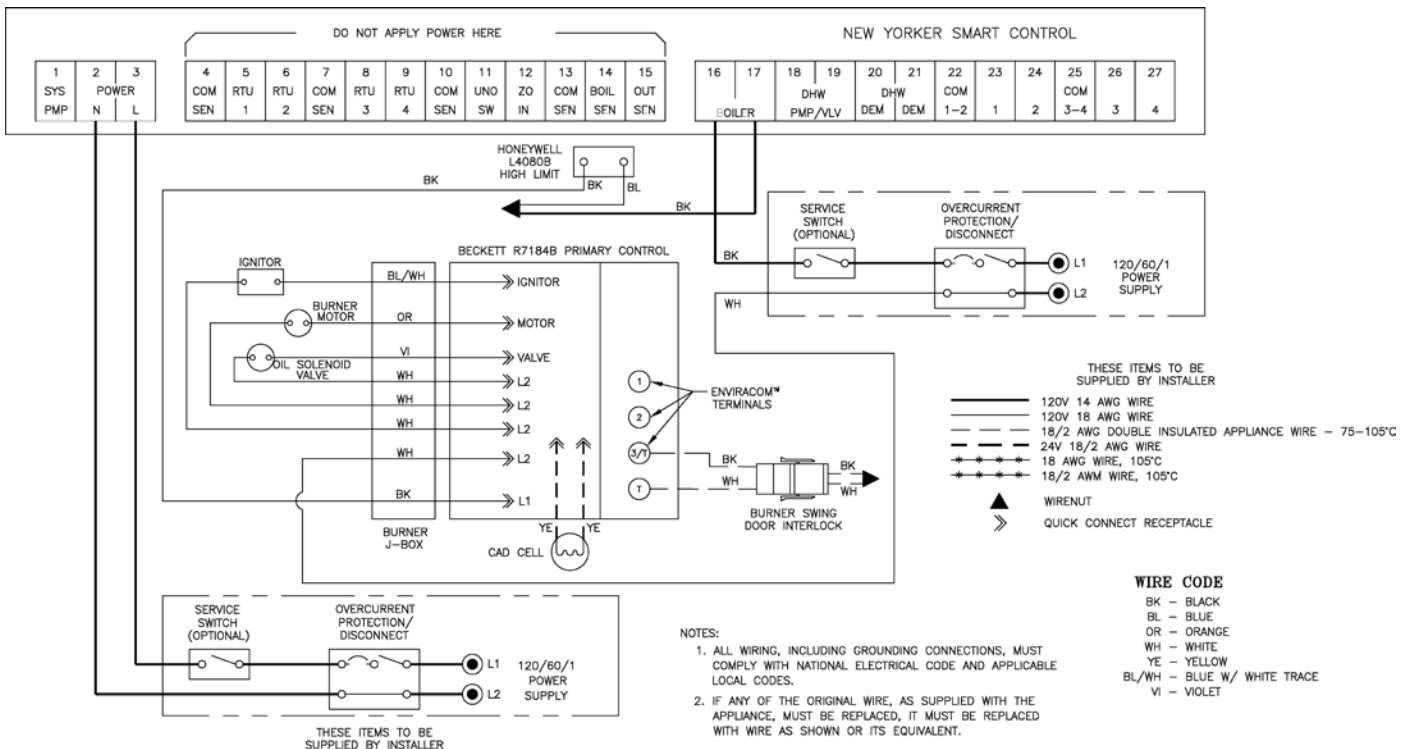 DO NOT APPLY POWER HERE
NEW YORKER SMART CONTROL
1 2 3 4 5 6 7 8 9 10 11 12 13 14 15 16 17 18 19 20 21 22 23 24 25 26 27
SYS POWER COM RTU RTU COM RTU RTU COM UNO ZO COM BOIL OUT DHW DHW COM COM
PMP N L SEN 1 2 SEN 3 4 SEN SW IN SEN SEN SEN BOILER PMP/VLV DEM DEM 1-2 1 2 3-4 3 4
HONEYWELL
L4080B
HIGH LIMIT
BK
BK
BL
BK
SERVICE
SWITCH
(OPTIONAL)
OVERCURRENT
PROTECTION/
DISCONNECT
BK
L1
L2
120/60/1
POWER
SUPPLY
WH
BECKETT R7184B PRIMARY CONTROL
IGNITOR
BL/WH
IGNITOR
BURNER
MOTOR
OR
MOTOR
OIL SOLENOID
VALVE
VI
VALVE
WH
L2
WH
L2
WH
L2
WH
L2
BK
L1
1
2
3/T
T
ENVIRACOM™
TERMINALS
BK
WH
BK
WH
BURNER SWING
DOOR INTERLOCK
BURNER
J-BOX
YE
YE
CAD CELL
THESE ITEMS TO BE
SUPPLIED BY INSTALLER
120V 14 AWG WIRE
120V 18 AWG WIRE
18/2 AWG DOUBLE INSULATED APPLIANCE WIRE – 75-105°C
24V 18/2 AWG WIRE
18 AWG WIRE, 105°C
18/2 AWM WIRE, 105°C
WIRENUT
QUICK CONNECT RECEPTACLE
WIRE CODE
BK – BLACK
BL – BLUE
OR – ORANGE
WH – WHITE
YE – YELLOW
BL/WH – BLUE W/ WHITE TRACE
VI – VIOLET
SERVICE
SWITCH
(OPTIONAL)
OVERCURRENT
PROTECTION/
DISCONNECT
L1
L2
120/60/1
POWER
SUPPLY
THESE ITEMS TO BE
SUPPLIED BY INSTALLER
NOTES:
1. ALL WIRING, INCLUDING GROUNDING CONNECTIONS, MUST
COMPLY WITH NATIONAL ELECTRICAL CODE AND APPLICABLE
LOCAL CODES.
2. IF ANY OF THE ORIGINAL WIRE, AS SUPPLIED WITH THE
APPLIANCE, MUST BE REPLACED, IT MUST BE REPLACED
WITH WIRE AS SHOWN OR ITS EQUIVALENT.